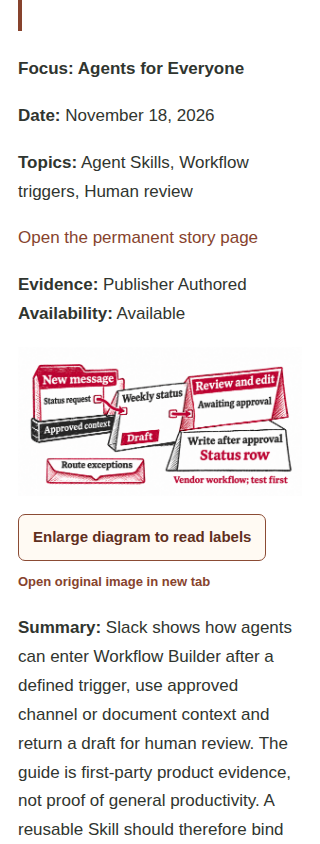 Focus: Agents for Everyone
Date: November 18, 2026
Topics: Agent Skills, Workflow
triggers, Human review
Open the permanent story page
Evidence: Publisher Authored
Availability: Available
New message
Status request
Approved context
Weekly status
Draft
Review and edit
Awaiting approval
Write after approval
Status row
Route exceptions
Vendor workflow; test first
Enlarge diagram to read labels
Open original image in new tab
Summary: Slack shows how agents
can enter Workflow Builder after a
defined trigger, use approved
channel or document context and
return a draft for human review. The
guide is first-party product evidence,
not proof of general productivity. A
reusable Skill should therefore bind